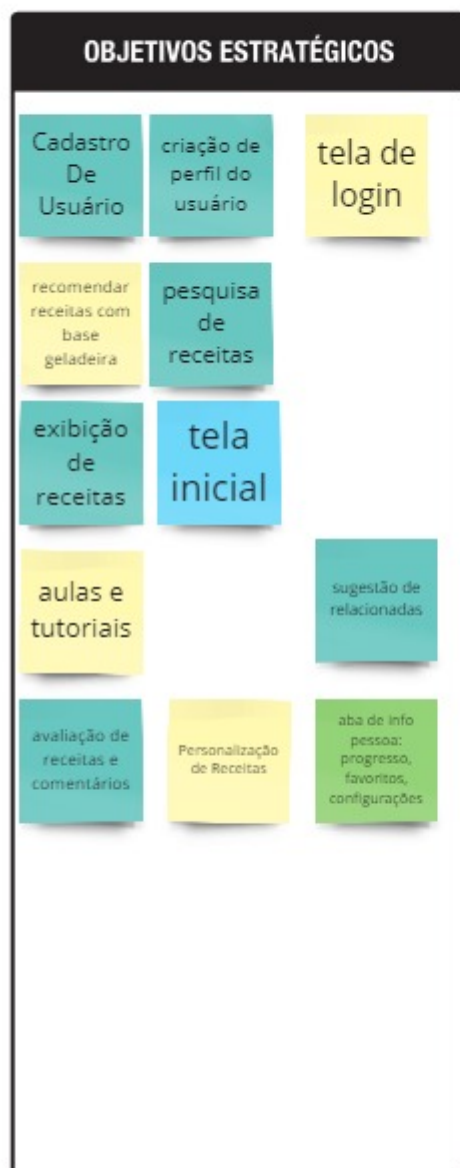 OBJETIVOS ESTRATÉGICOS
Cadastro
De
Usuário
criação de
perfil do
usuário
tela de
login
recomendar
receitas com
base
geladeira
pesquisa
de
receitas
exibição
de
receitas
tela
inicial
aulas e
tutoriais
sugestão de
relacionadas
avaliação de
receitas e
comentários
Personalização
de Receitas
aba de info
pessoa:
progresso,
favoritos,
configurações